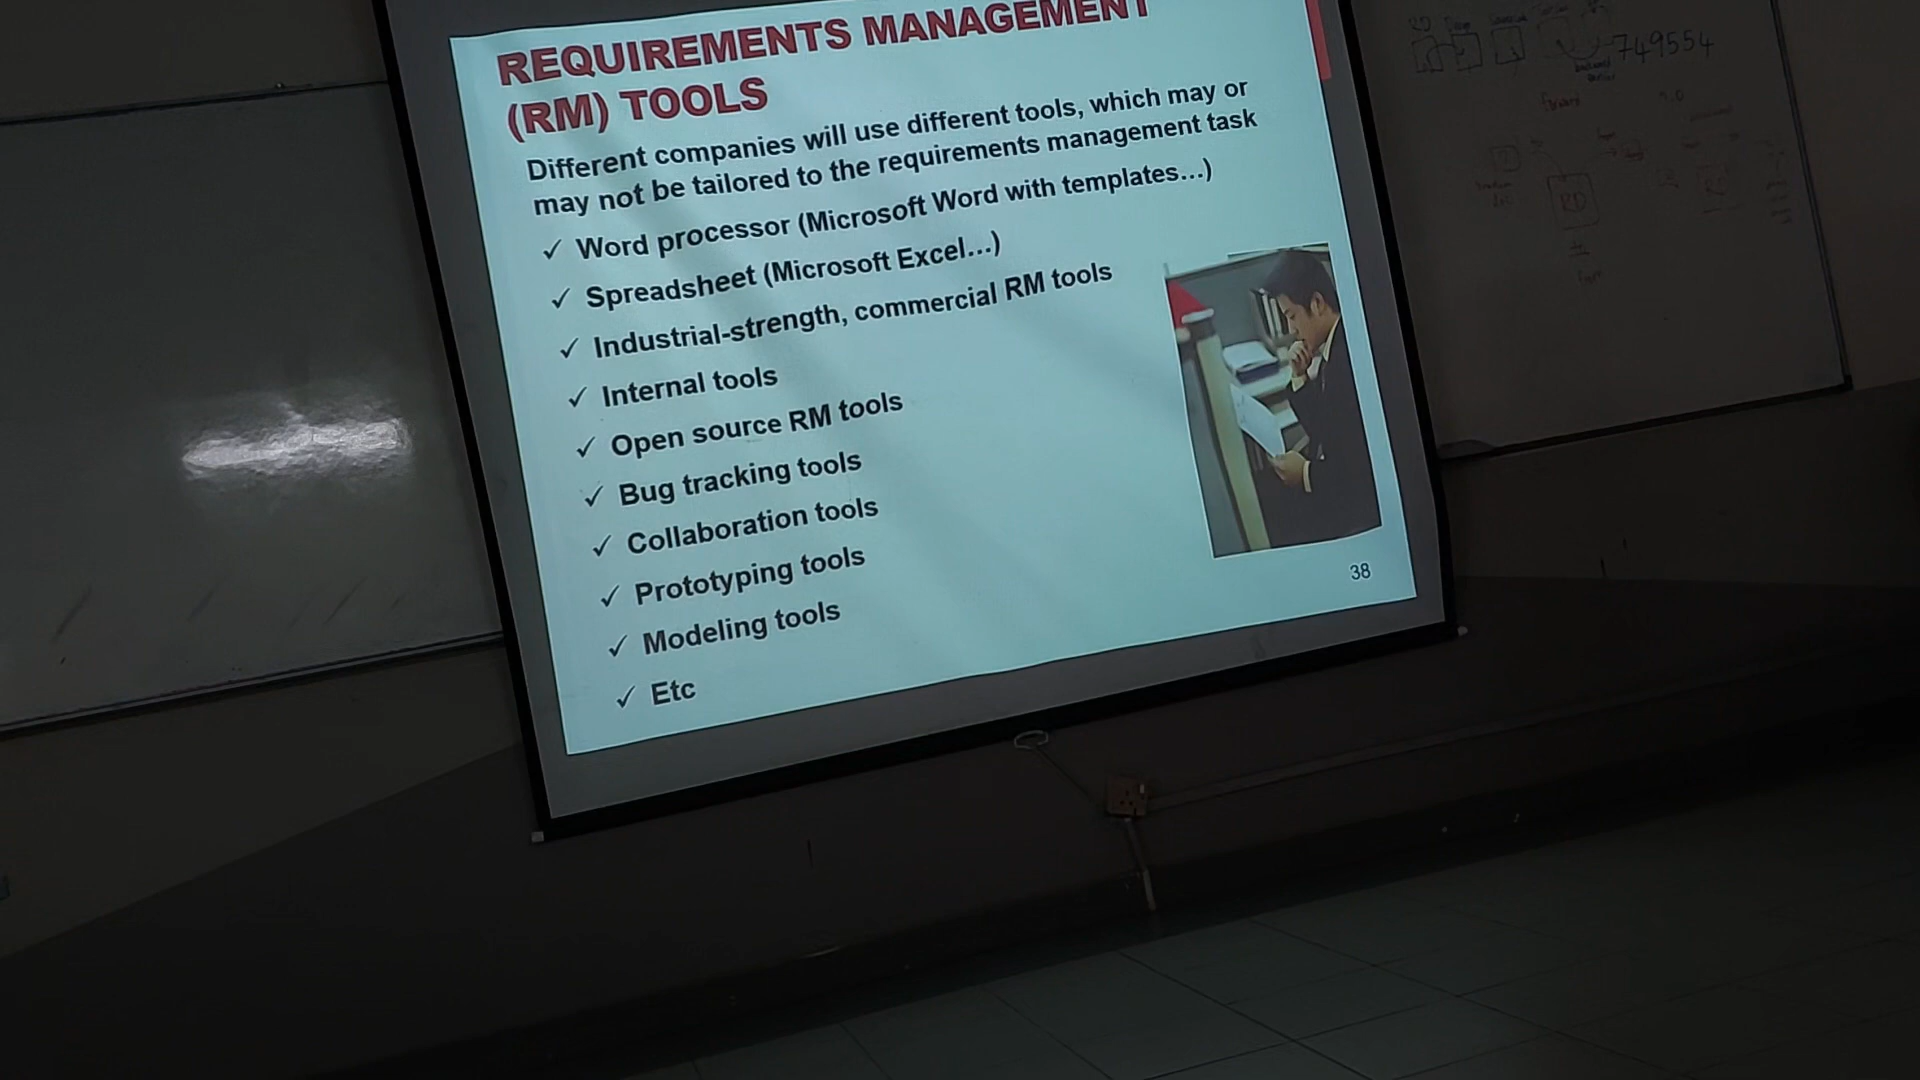 REQUIREMENTS MANAGEMENT
(RM) TOOLS
Different companies will use different tools, which may or
may not be tailored to the requirements management task
✓ Word processor (Microsoft Word with templates...)
✓ Spreadsheet (Microsoft Excel...)
✓ Industrial-strength, commercial RM tools
✓ Internal tools
✓ Open source RM tools
✓ Bug tracking tools
✓ Collaboration tools
✓ Prototyping tools
✓ Modeling tools
✓ Etc
38
749554
Forward
RD